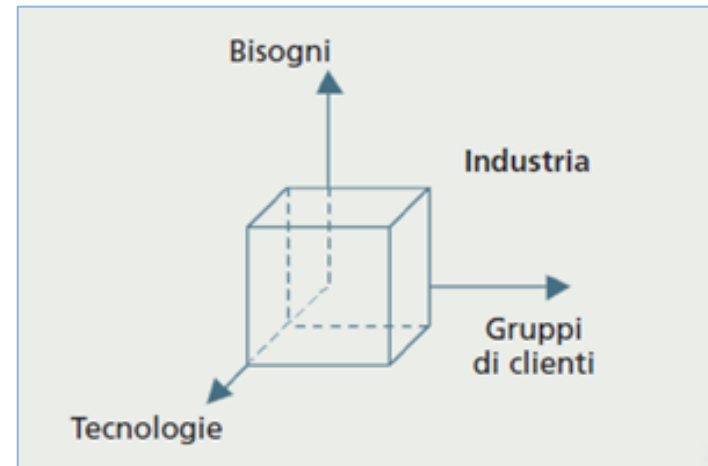 Bisogni
Industria
Gruppi
di clienti
Tecnologie